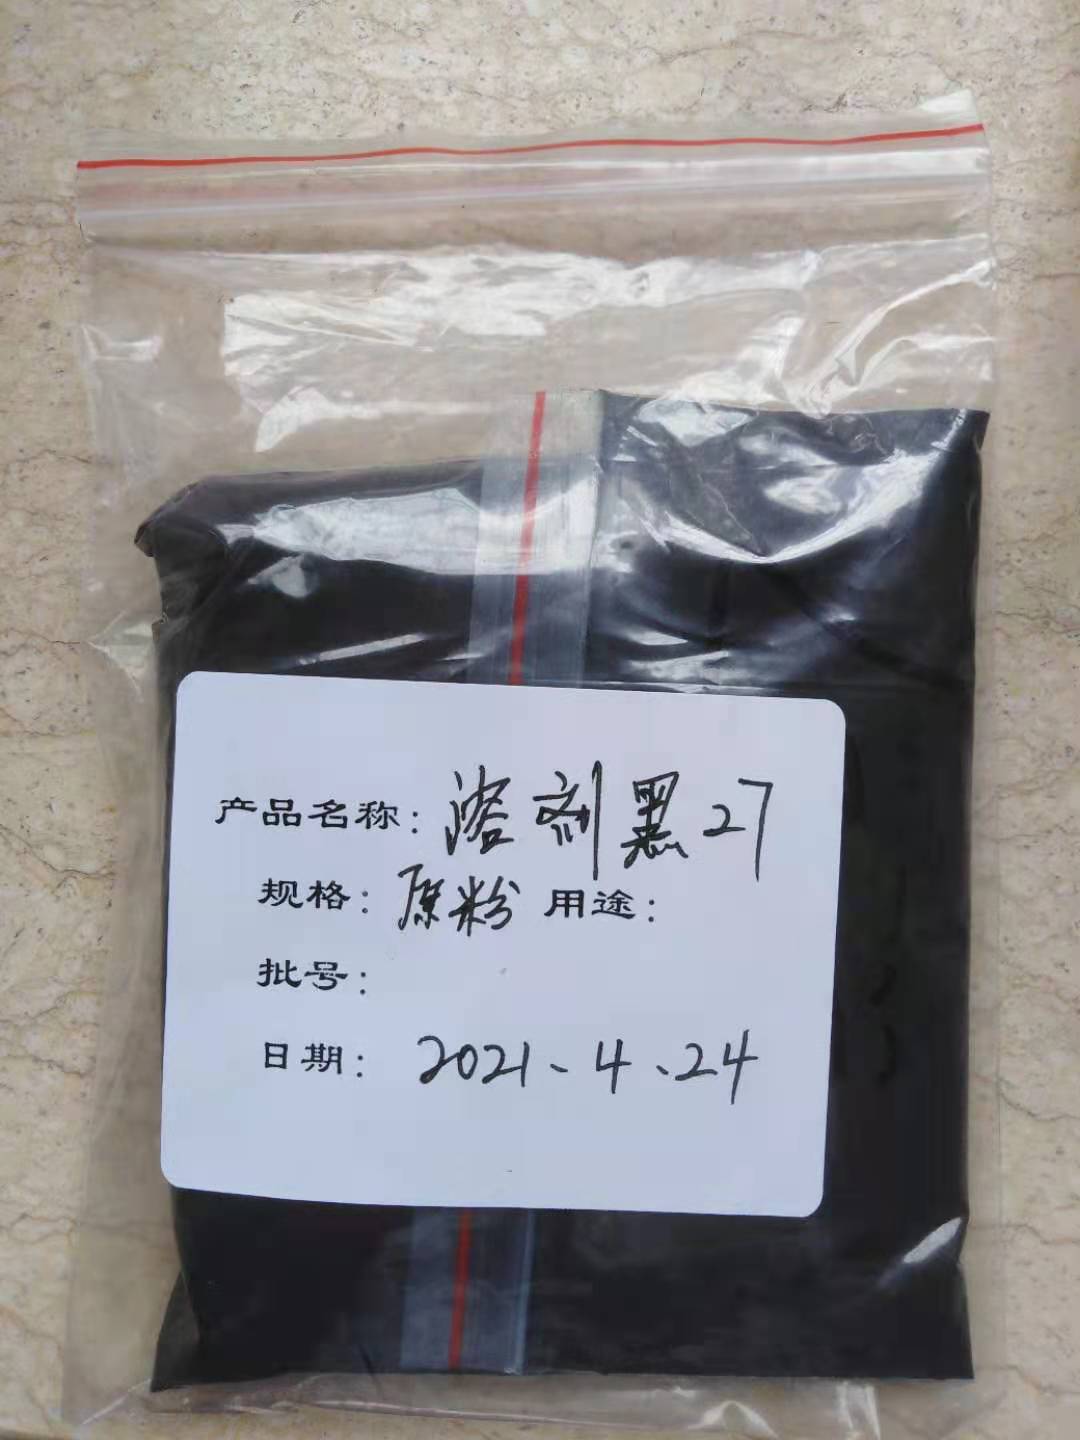 产品名称：溶剂黑27
规格：原粉 用途：
批号：
日期：2021、4、24